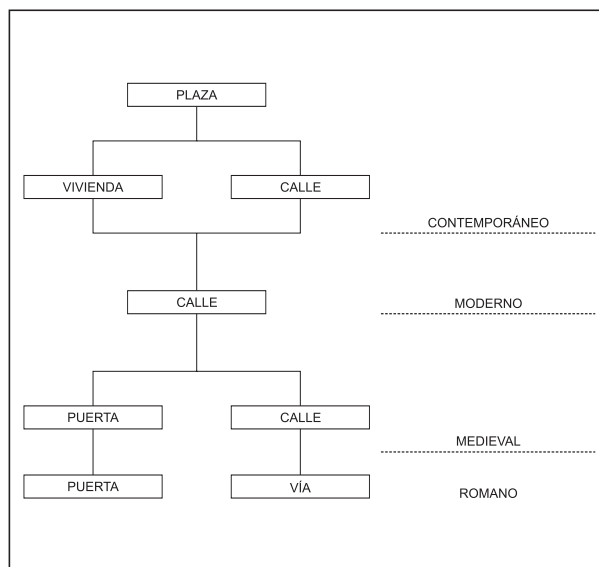 PLAZA
VIVIENDA
CALLE
CONTEMPORÁNEO
CALLE
MODERNO
PUERTA
CALLE
MEDIEVAL
PUERTA
VÍA
ROMANO